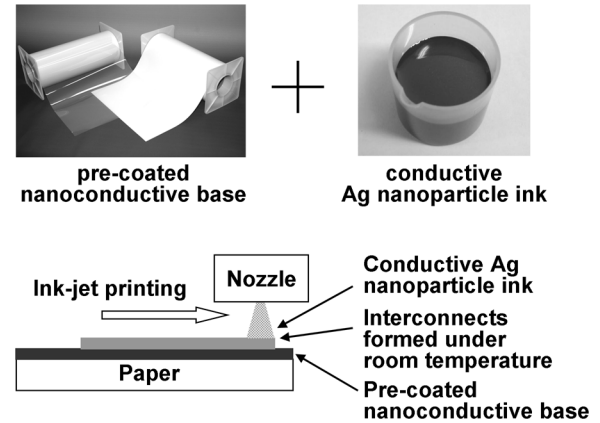 pre-coated
nanoconductive base
conductive
Ag nanoparticle ink
Ink-jet printing
Nozzle
Conductive Ag
nanoparticle ink
Interconnects
formed under
room temperature
Paper
Pre-coated
nanoconductive base